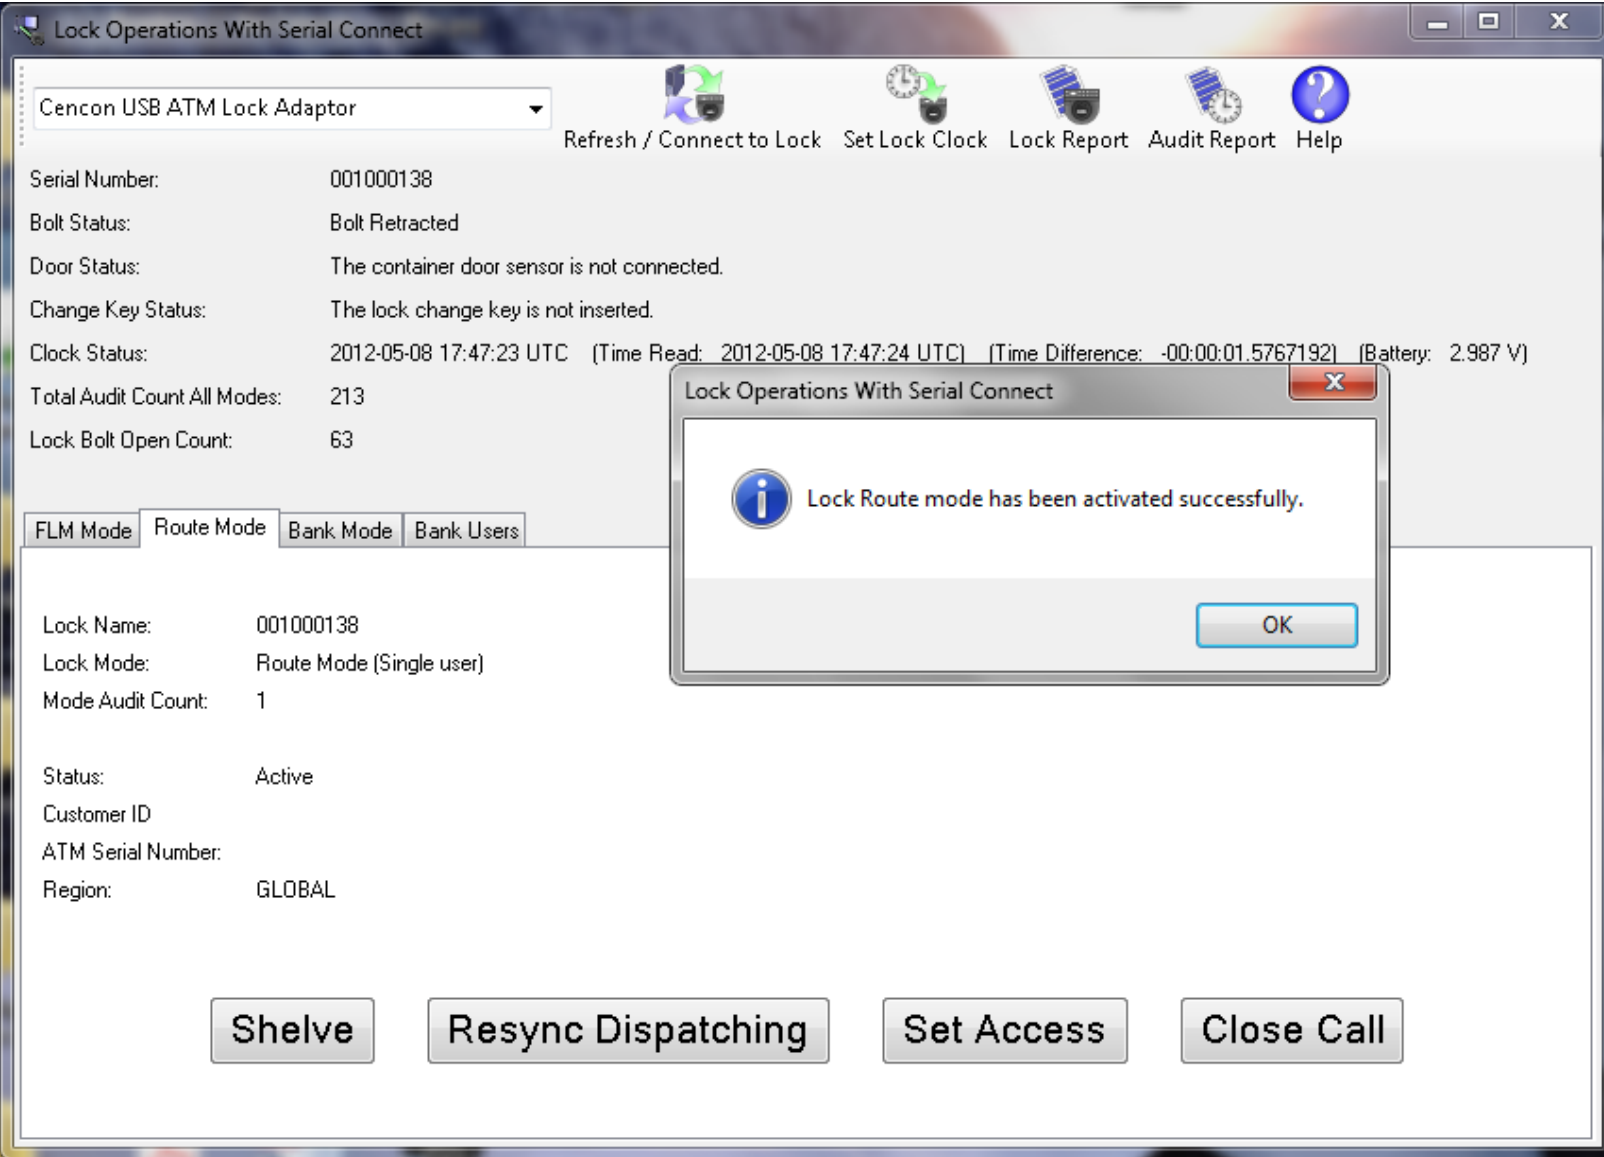 Lock Operations With Serial Connect
Cencon USB ATM Lock Adaptor
Refresh / Connect to Lock Set Lock Clock Lock Report Audit Report Help
Serial Number: 001000138
Bolt Status: Bolt Retracted
Door Status: The container door sensor is not connected.
Change Key Status: The lock change key is not inserted.
Clock Status: 2012-05-08 17:47:23 UTC (Time Read: 2012-05-08 17:47:24 UTC) (Time Difference: -00:00:01.5767192) (Battery: 2.987 V)
Total Audit Count All Modes: 213
Lock Bolt Open Count: 63
Lock Operations With Serial Connect
Lock Route mode has been activated successfully.
OK
FLM Mode Route Mode Bank Mode Bank Users
Lock Name: 001000138
Lock Mode: Route Mode (Single user)
Mode Audit Count: 1
Status: Active
Customer ID
ATM Serial Number:
Region: GLOBAL
Shelve Resync Dispatching Set Access Close Call